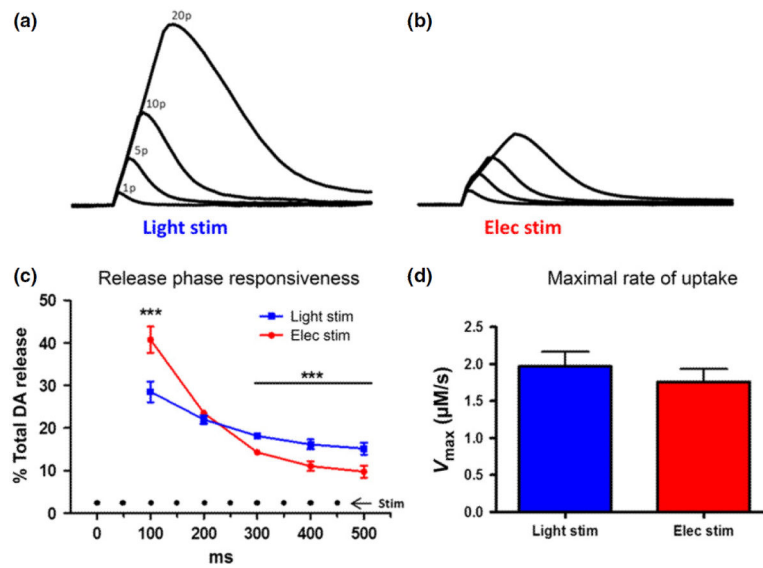 (a)
20p
10p
5p
1p
Light stim
(b)
Elec stim
(c) Release phase responsiveness
% Total DA release
50
40
30
20
10
0
***
Light stim
Elec stim
***
← Stim
0 100 200 300 400 500
ms
(d) Maximal rate of uptake
Vmax (µM/s)
2.5
2.0
1.5
1.0
0.5
0.0
Light stim Elec stim